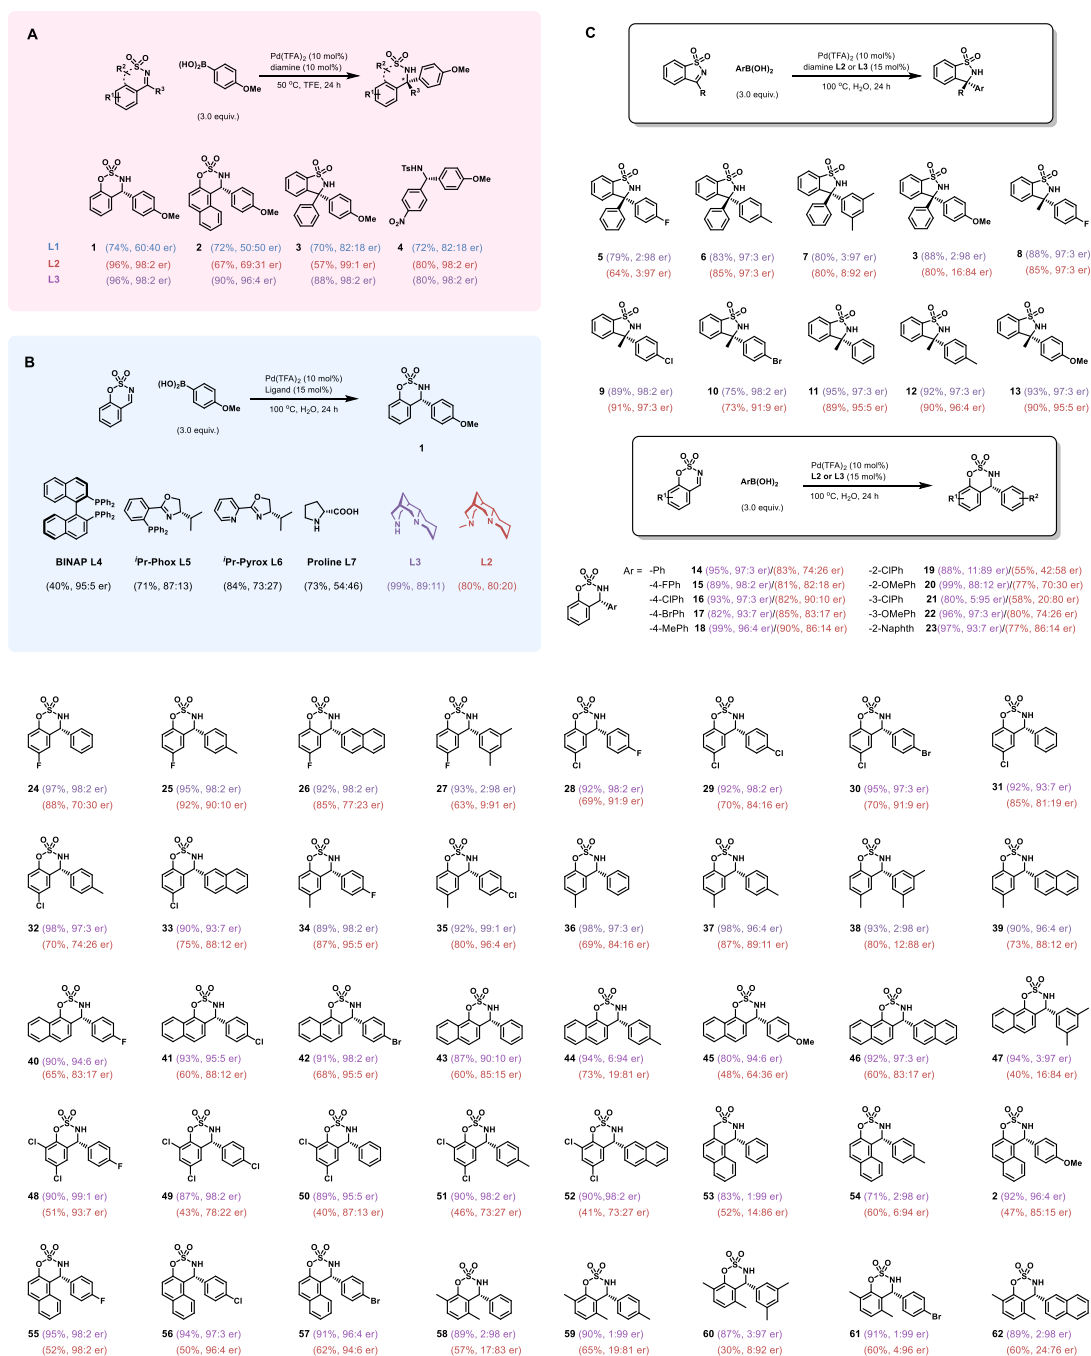 A
Pd(TFA)2 (10 mol%)
diamine (10 mol%)
50 °C, TFE, 24 h
(HO)2B
OMe
(3.0 equiv.)
L1 1 (74%, 60:40 er) 2 (72%, 50:50 er) 3 (70%, 82:18 er) 4 (72%, 82:18 er)
L2 (96%, 98:2 er) (67%, 69:31 er) (57%, 99:1 er) (80%, 98:2 er)
L3 (96%, 98:2 er) (90%, 96:4 er) (88%, 98:2 er) (80%, 98:2 er)
B
Pd(TFA)2 (10 mol%)
Ligand (15 mol%)
100 °C, H2O, 24 h
(HO)2B
OMe
(3.0 equiv.)
1
BINAP L4 iPr-Phox L5 iPr-Pyrox L6 Proline L7 L3 L2
(40%, 95:5 er) (71%, 87:13) (84%, 73:27) (73%, 54:46) (99%, 89:11) (80%, 80:20)
C
Pd(TFA)2 (10 mol%)
ArB(OH)2
diamine L2 or L3 (15 mol%)
100 °C, H2O, 24 h
(3.0 equiv.)
5 (79%, 2:98 er) 6 (83%, 97:3 er) 7 (80%, 3:97 er) 3 (88%, 2:98 er) 8 (88%, 97:3 er)
(64%, 3:97 er) (85%, 97:3 er) (80%, 8:92 er) (80%, 16:84 er) (85%, 97:3 er)
9 (89%, 98:2 er) 10 (75%, 98:2 er) 11 (95%, 97:3 er) 12 (92%, 97:3 er) 13 (93%, 97:3 er)
(91%, 97:3 er) (73%, 91:9 er) (89%, 95:5 er) (90%, 96:4 er) (90%, 95:5 er)
Pd(TFA)2 (10 mol%)
ArB(OH)2
L2 or L3 (15 mol%)
100 °C, H2O, 24 h
(3.0 equiv.)
Ar = -Ph 14 (95%, 97:3 er)/(83%, 74:26 er) -2-ClPh 19 (88%, 11:89 er)/(55%, 42:58 er)
-4-FPh 15 (89%, 98:2 er)/(81%, 82:18 er) -2-OMePh 20 (99%, 88:12 er)/(77%, 70:30 er)
-4-ClPh 16 (93%, 97:3 er)/(82%, 90:10 er) -3-ClPh 21 (80%, 5:95 er)/(58%, 20:80 er)
-4-BrPh 17 (82%, 93:7 er)/(85%, 83:17 er) -3-OMePh 22 (96%, 97:3 er)/(80%, 74:26 er)
-4-MePh 18 (99%, 96:4 er)/(90%, 86:14 er) -2-Naphth 23(97%, 93:7 er)/(77%, 86:14 er)
24 (97%, 98:2 er) 25 (95%, 98:2 er) 26 (92%, 98:2 er) 27 (93%, 2:98 er) 28 (92%, 98:2 er) 29 (92%, 98:2 er) 30 (95%, 97:3 er) 31 (92%, 93:7 er)
(88%, 70:30 er) (92%, 90:10 er) (85%, 77:23 er) (63%, 9:91 er) (69%, 91:9 er) (70%, 84:16 er) (70%, 91:9 er) (85%, 81:19 er)
32 (98%, 97:3 er) 33 (90%, 93:7 er) 34 (89%, 98:2 er) 35 (92%, 99:1 er) 36 (98%, 97:3 er) 37 (98%, 96:4 er) 38 (93%, 2:98 er) 39 (90%, 96:4 er)
(70%, 74:26 er) (75%, 88:12 er) (87%, 95:5 er) (80%, 96:4 er) (69%, 84:16 er) (87%, 89:11 er) (80%, 12:88 er) (73%, 88:12 er)
40 (90%, 94:6 er) 41 (93%, 95:5 er) 42 (91%, 98:2 er) 43 (87%, 90:10 er) 44 (94%, 6:94 er) 45 (80%, 94:6 er) 46 (92%, 97:3 er) 47 (94%, 3:97 er)
(65%, 83:17 er) (60%, 88:12 er) (68%, 95:5 er) (60%, 85:15 er) (73%, 19:81 er) (48%, 64:36 er) (60%, 83:17 er) (40%, 16:84 er)
48 (90%, 99:1 er) 49 (87%, 98:2 er) 50 (89%, 95:5 er) 51 (90%, 98:2 er) 52 (90%,98:2 er) 53 (83%, 1:99 er) 54 (71%, 2:98 er) 2 (92%, 96:4 er)
(51%, 93:7 er) (43%, 78:22 er) (40%, 87:13 er) (46%, 73:27 er) (41%, 73:27 er) (52%, 14:86 er) (60%, 6:94 er) (47%, 85:15 er)
55 (95%, 98:2 er) 56 (94%, 97:3 er) 57 (91%, 96:4 er) 58 (89%, 2:98 er) 59 (90%, 1:99 er) 60 (87%, 3:97 er) 61 (91%, 1:99 er) 62 (89%, 2:98 er)
(52%, 98:2 er) (50%, 96:4 er) (62%, 94:6 er) (57%, 17:83 er) (65%, 19:81 er) (30%, 8:92 er) (60%, 4:96 er) (60%, 24:76 er)